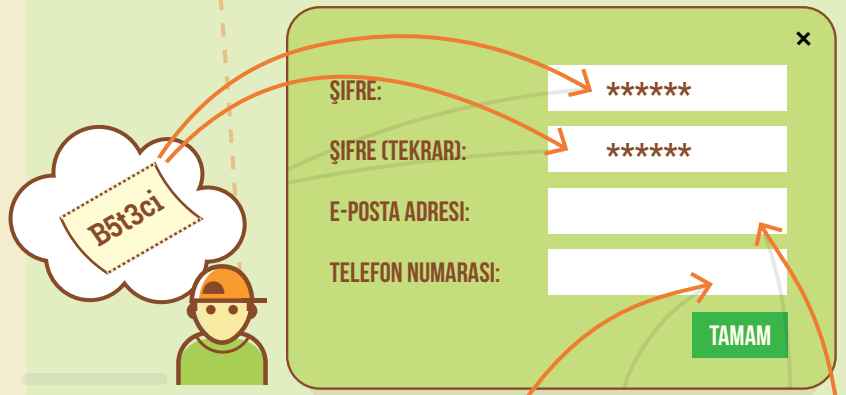 ×
ŞIFRE: ******
ŞIFRE (TEKRAR): ******
B5t3ci
E-POSTA ADRESI:
TELEFON NUMARASI:
TAMAM